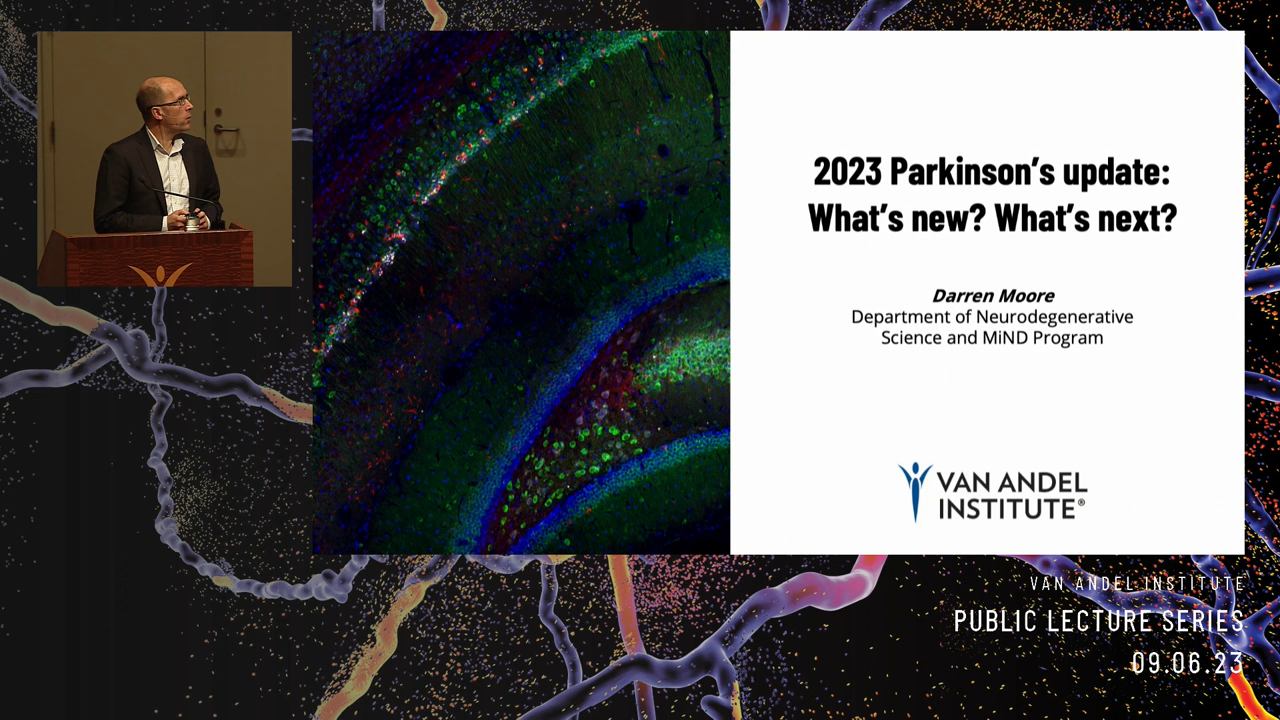 2023 Parkinson’s update:
What’s new? What’s next?
Darren Moore
Department of Neurodegenerative
Science and MiND Program
VAN ANDEL
INSTITUTE®
VAN ANDEL INSTITUTE
PUBLIC LECTURE SERIES
09.06.23